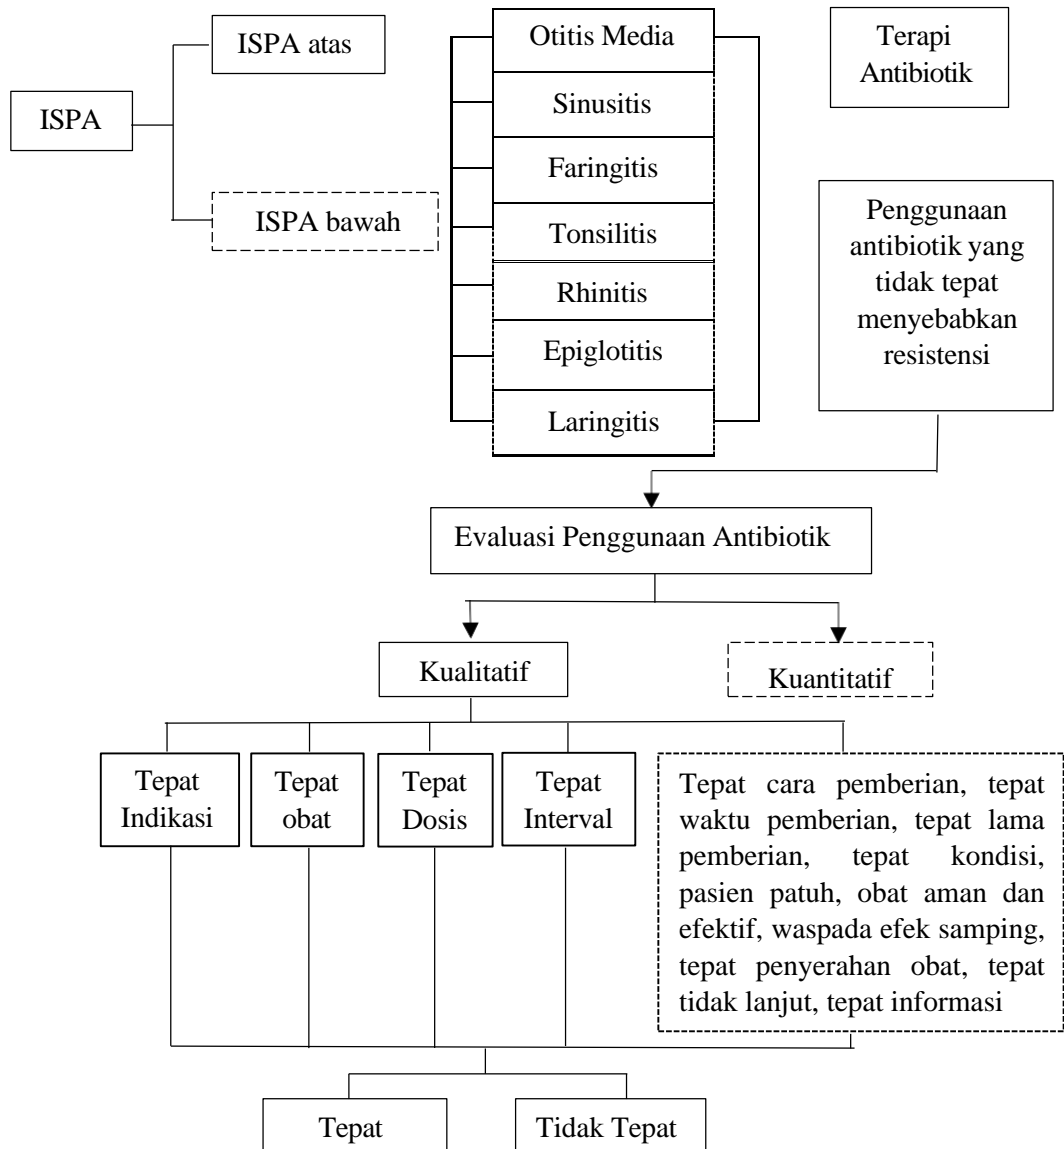 ISPA
ISPA atas
ISPA bawah
Otitis Media
Sinusitis
Faringitis
Tonsilitis
Rhinitis
Epiglotitis
Laringitis
Terapi
Antibiotik
Penggunaan
antibiotik yang
tidak tepat
menyebabkan
resistensi
Evaluasi Penggunaan Antibiotik
Kualitatif
Kuantitatif
Tepat
Indikasi
Tepat
obat
Tepat
Dosis
Tepat
Interval
Tepat cara pemberian, tepat
waktu pemberian, tepat lama
pemberian, tepat kondisi,
pasien patuh, obat aman dan
efektif, waspada efek samping,
tepat penyerahan obat, tepat
tidak lanjut, tepat informasi
Tepat
Tidak Tepat